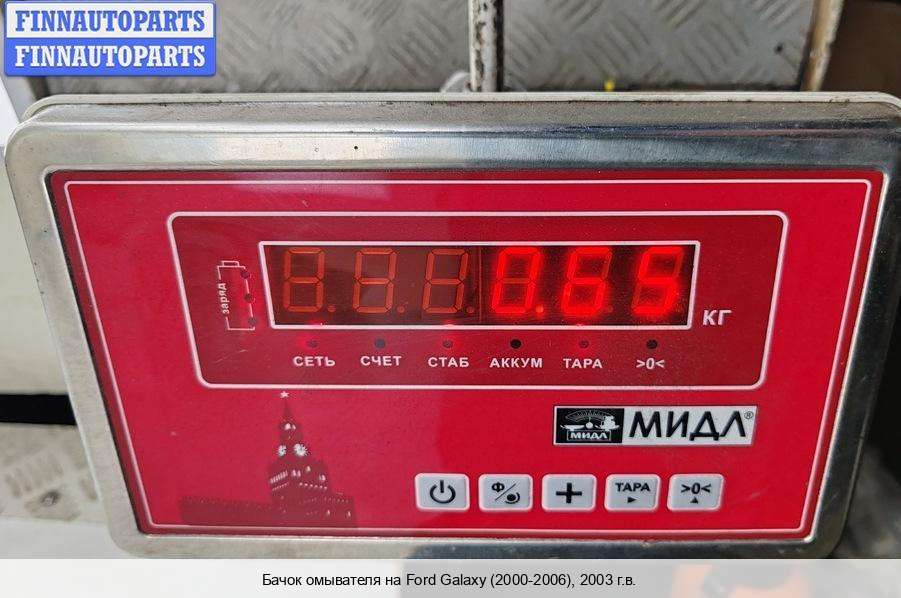 FINNAUTOPARTS
FINNAUTOPARTS
заряд
0.65
КГ
СЕТЬ СЧЕТ СТАБ АККУМ ТАРА >0<
МИДЛ МИДЛ®
Ф ТАРА >0<
Бачок омывателя на Ford Galaxy (2000-2006), 2003 г.в.